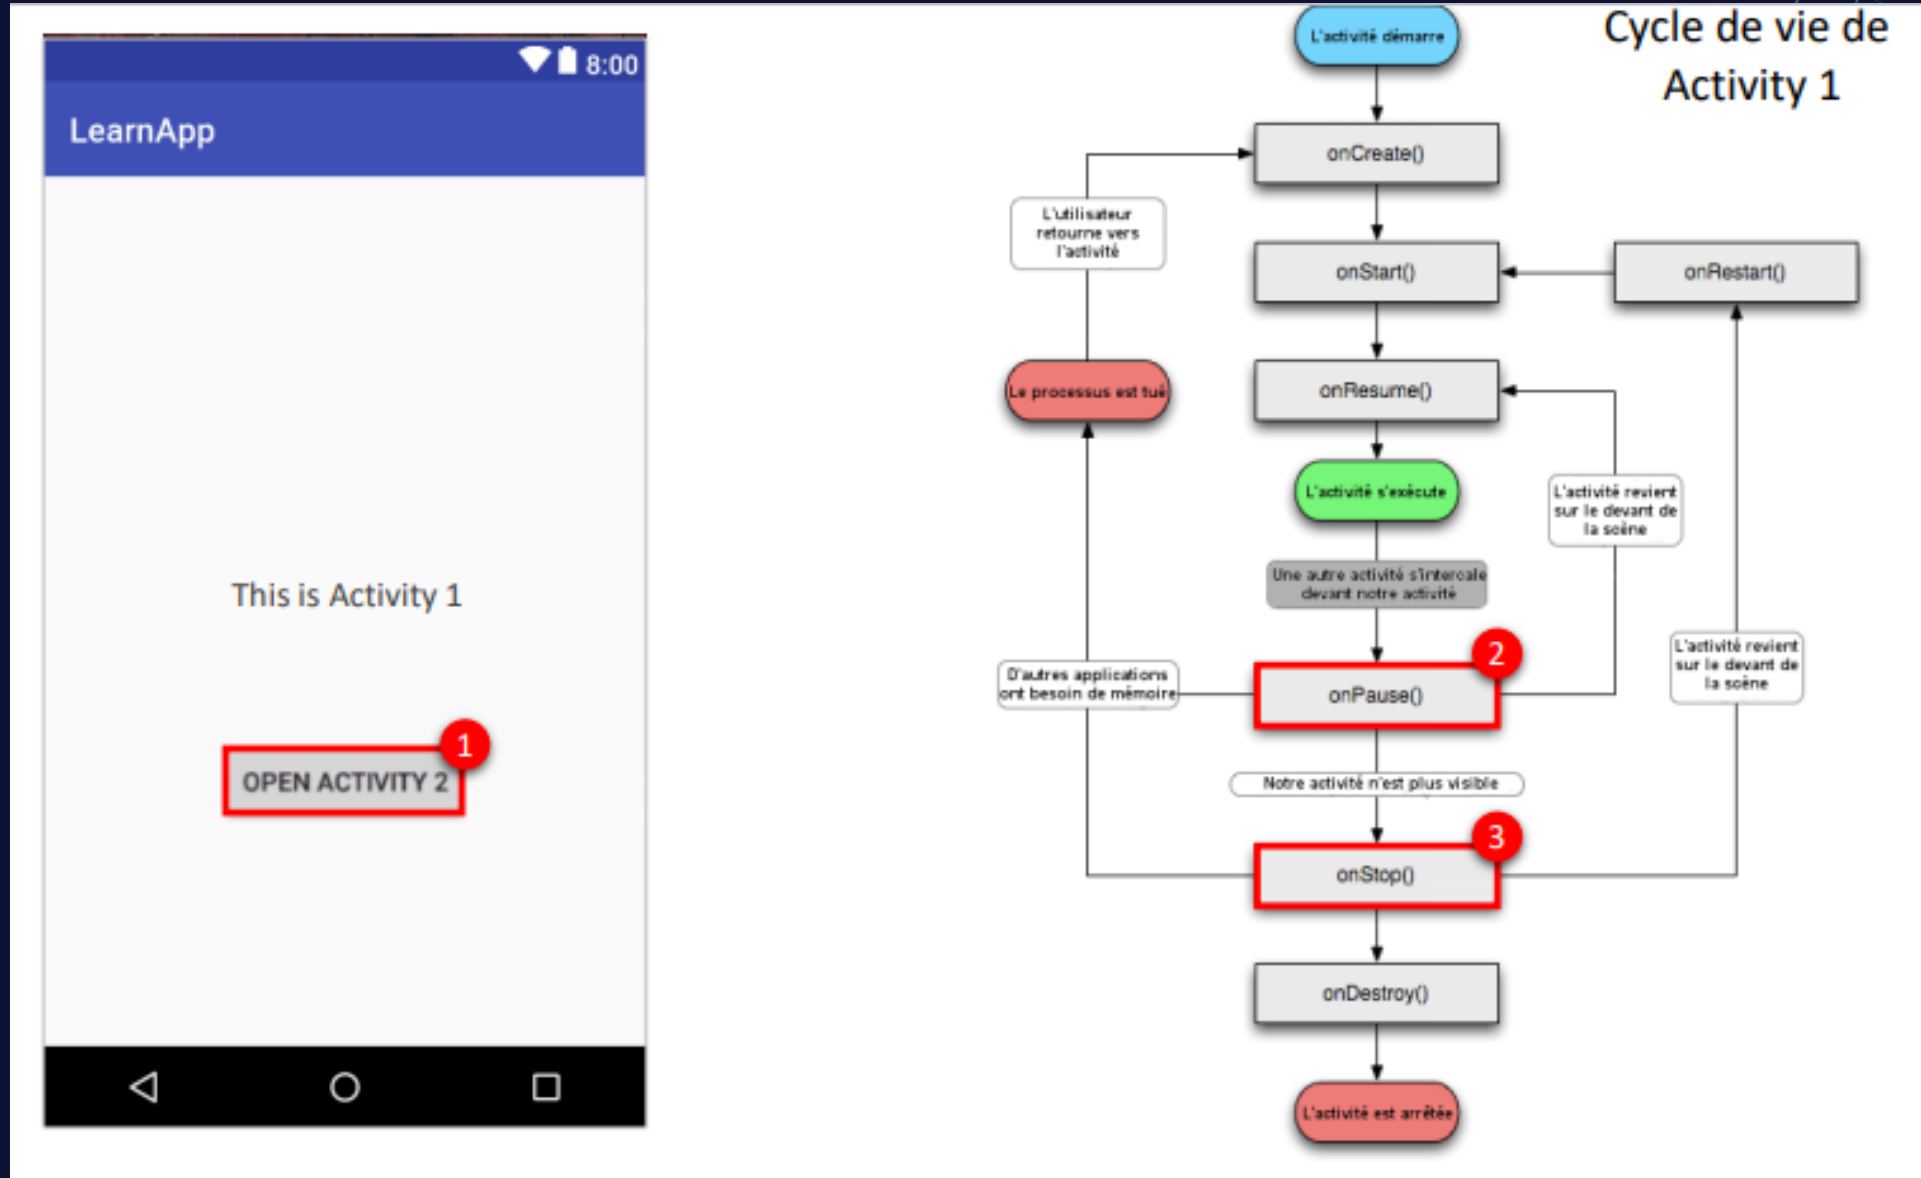 8:00
LearnApp
This is Activity 1
OPEN ACTIVITY 2
1
Cycle de vie de
Activity 1
L'activité démarre
onCreate()
L'utilisateur
retourne vers
l'activité
onStart()
onRestart()
Le processus est tué
onResume()
L'activité s'exécute
L'activité revient
sur le devant de
la scène
Une autre activité s'intercale
devant notre activité
2
onPause()
D'autres applications
ont besoin de mémoire
L'activité revient
sur le devant de
la scène
Notre activité n'est plus visible
3
onStop()
onDestroy()
L'activité est arrêtée